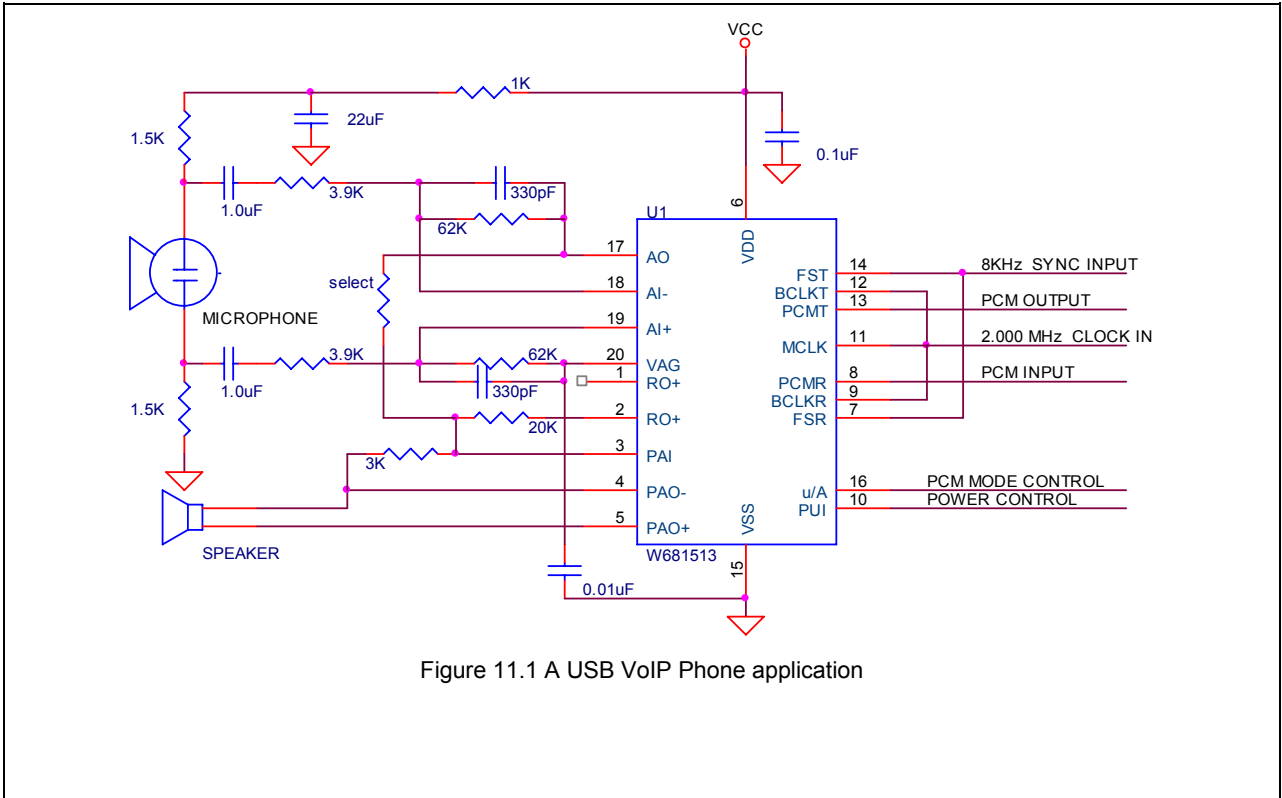 VCC
1K
1.5K
22uF
0.1uF
3.9K
330pF
1.0uF
6
U1
62K
VDD
17
AO
14
8KHz SYNC INPUT
FST
select
18
AI-
12
BCLKT
13
PCM OUTPUT
PCMT
MICROPHONE
19
AI+
11
2.000 MHz CLOCK IN
MCLK
3.9K
62K
20
VAG
1
RO+
8
PCM INPUT
PCMR
1.0uF
330pF
9
BCLKR
1.5K
7
FSR
2
RO+
20K
3K
3
PAI
4
PAO-
16
PCM MODE CONTROL
u/A
10
POWER CONTROL
PUI
5
PAO+
VSS
SPEAKER
W681513
15
0.01uF
Figure 11.1 A USB VoIP Phone application